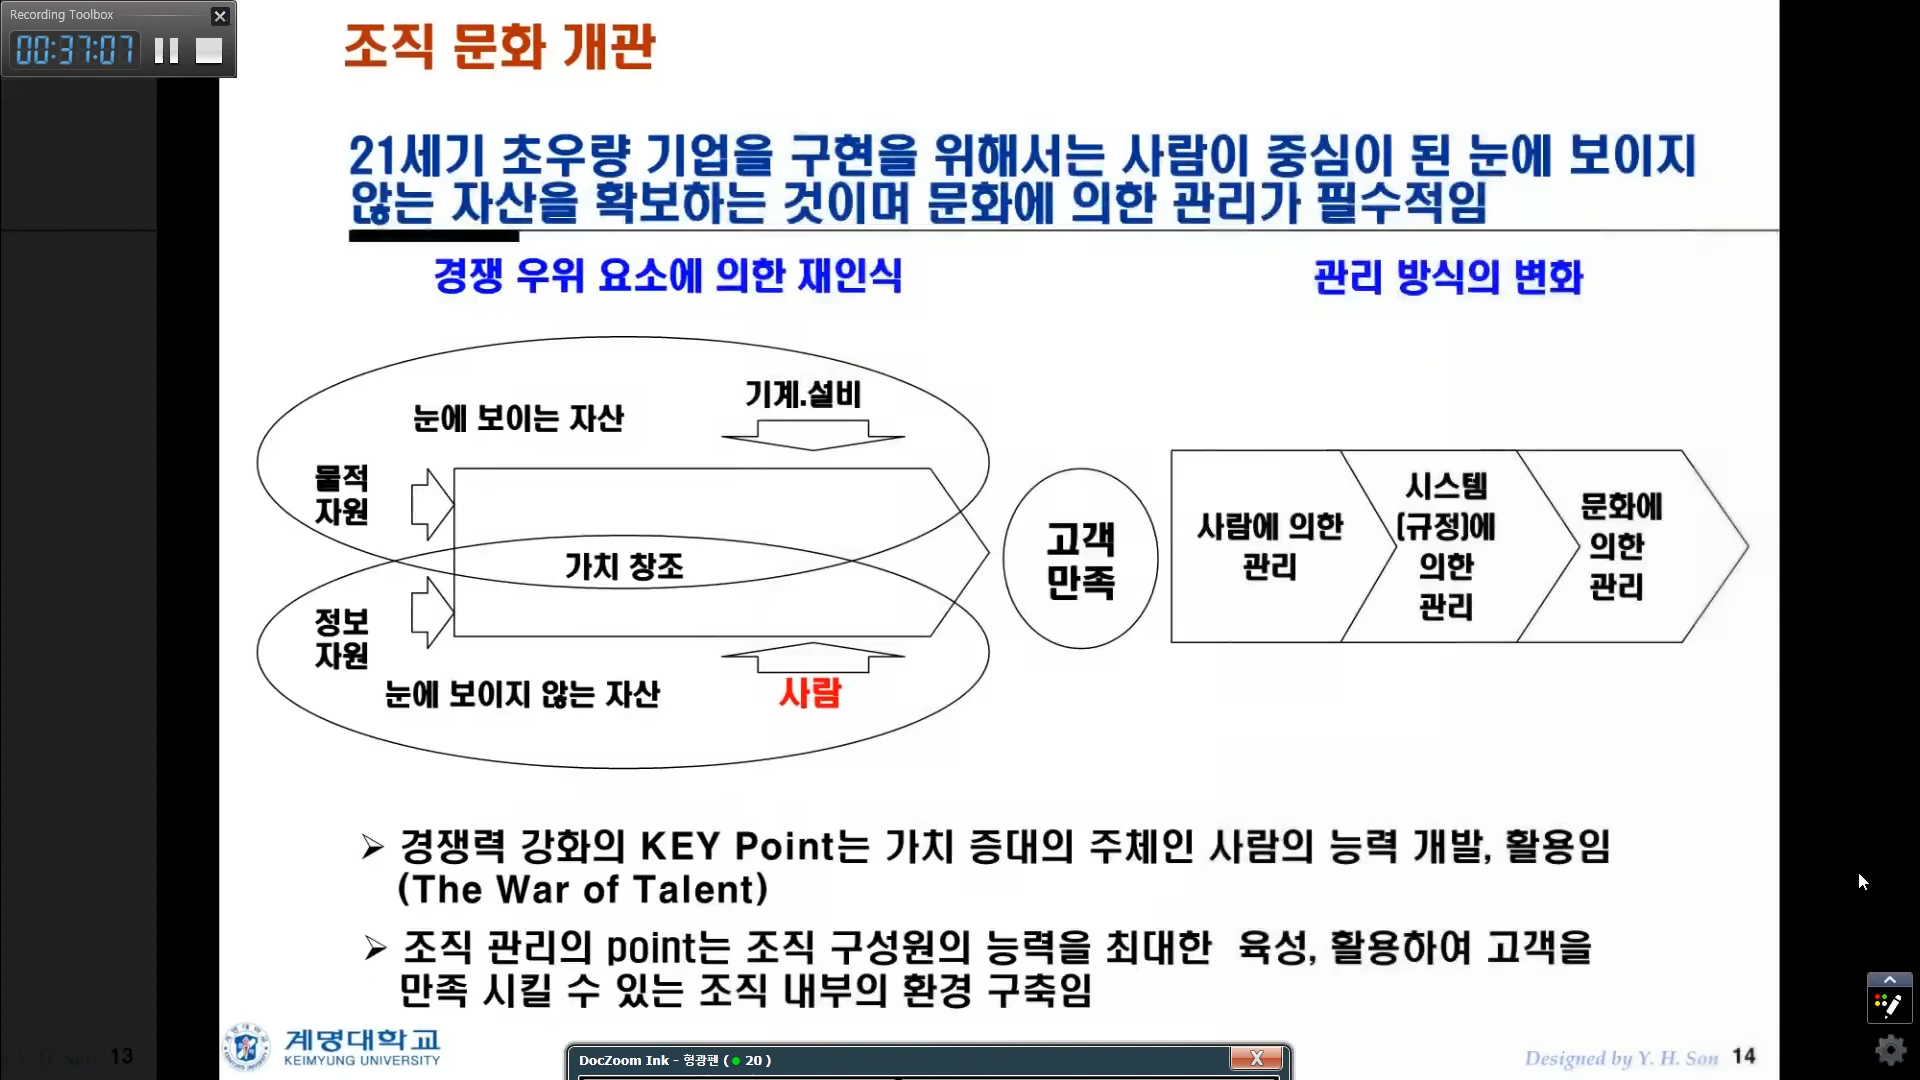 Recording Toolbox
00:37:07
조직 문화 개관
21세기 초우량 기업을 구현을 위해서는 사람이 중심이 된 눈에 보이지
않는 자산을 확보하는 것이며 문화에 의한 관리가 필수적임
경쟁 우위 요소에 의한 재인식
관리 방식의 변화
눈에 보이는 자산
기계.설비
물적
자원
가치 창조
정보
자원
눈에 보이지 않는 자산
사람
고객
만족
사람에 의한
관리
시스템
(규정)에
의한
관리
문화에
의한
관리
➢ 경쟁력 강화의 KEY Point는 가치 증대의 주체인 사람의 능력 개발, 활용임
(The War of Talent)
➢ 조직 관리의 point는 조직 구성원의 능력을 최대한 육성, 활용하여 고객을
만족 시킬 수 있는 조직 내부의 환경 구축임
계명대학교
KEIMYUNG UNIVERSITY
DocZoom Ink - 형광펜 ( ● 20 )
Designed by Y. H. Son 14
13